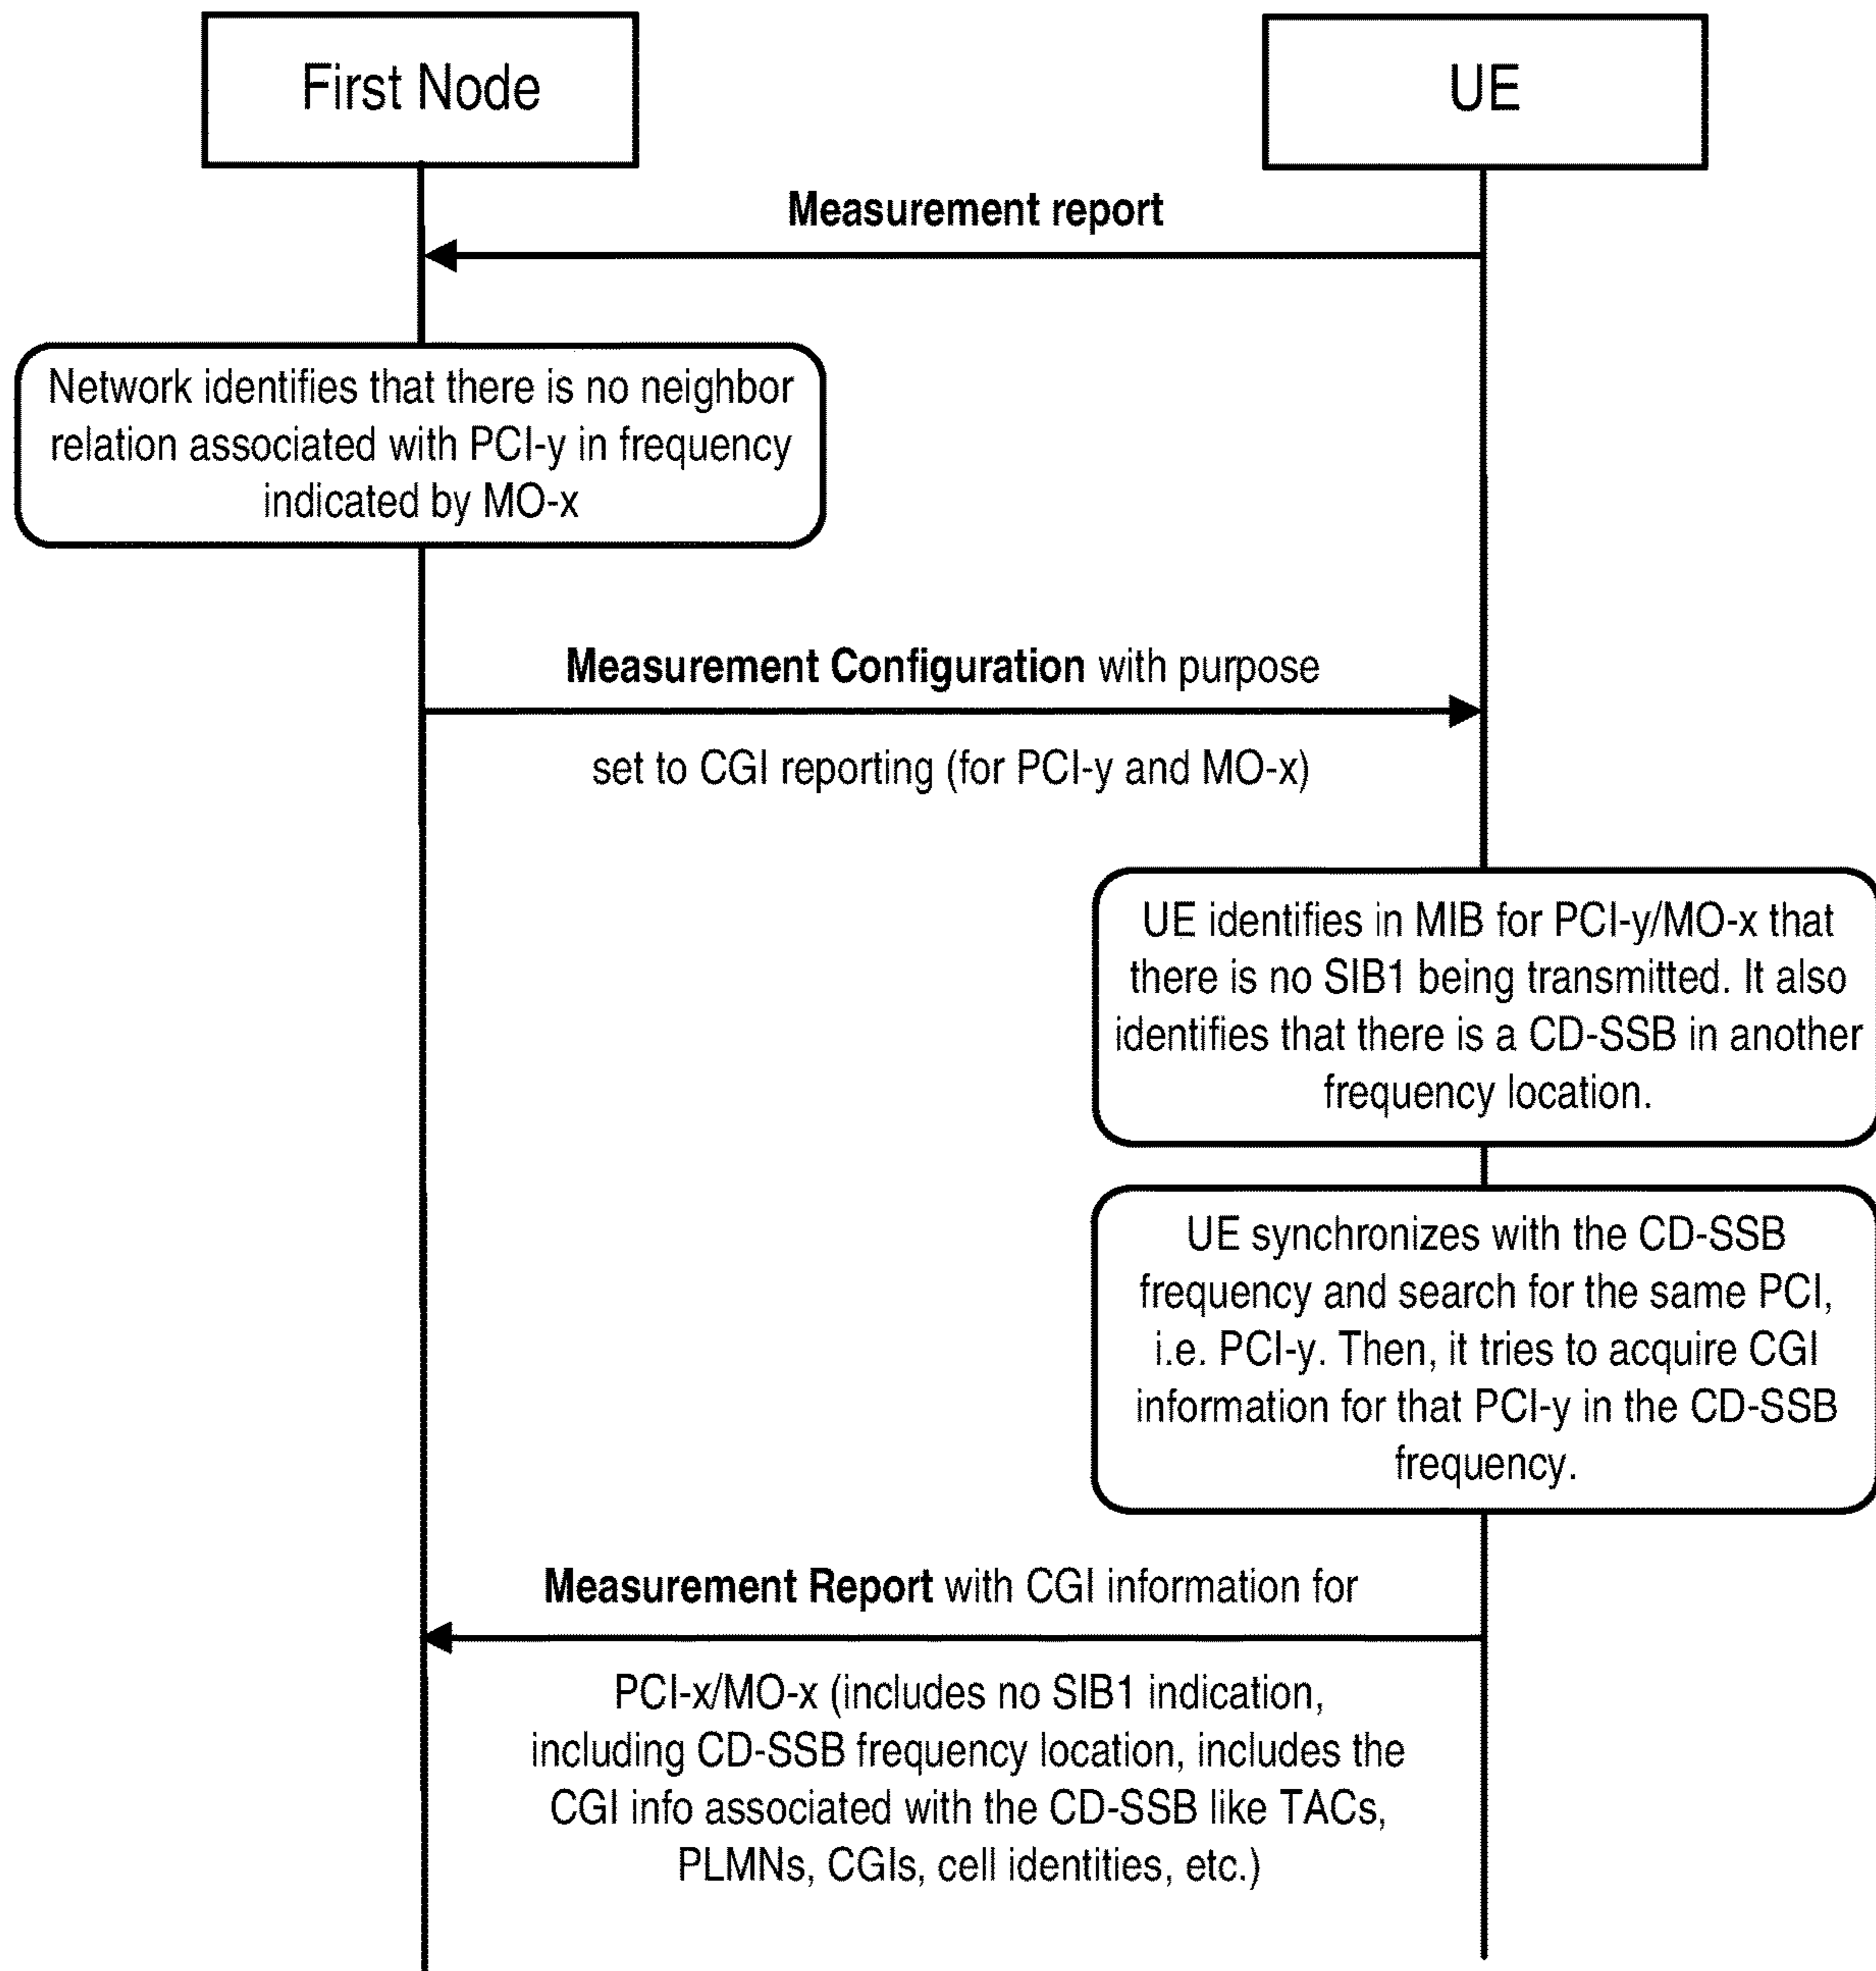 First Node
UE
Measurement report
Network identifies that there is no neighbor
relation associated with PCI-y in frequency
indicated by MO-x
Measurement Configuration with purpose
set to CGI reporting (for PCI-y and MO-x)
UE identifies in MIB for PCI-y/MO-x that
there is no SIB1 being transmitted. It also
identifies that there is a CD-SSB in another
frequency location.
UE synchronizes with the CD-SSB
frequency and search for the same PCI,
i.e. PCI-y. Then, it tries to acquire CGI
information for that PCI-y in the CD-SSB
frequency.
Measurement Report with CGI information for
PCI-x/MO-x (includes no SIB1 indication,
including CD-SSB frequency location, includes the
CGI info associated with the CD-SSB like TACs,
PLMNs, CGIs, cell identities, etc.)